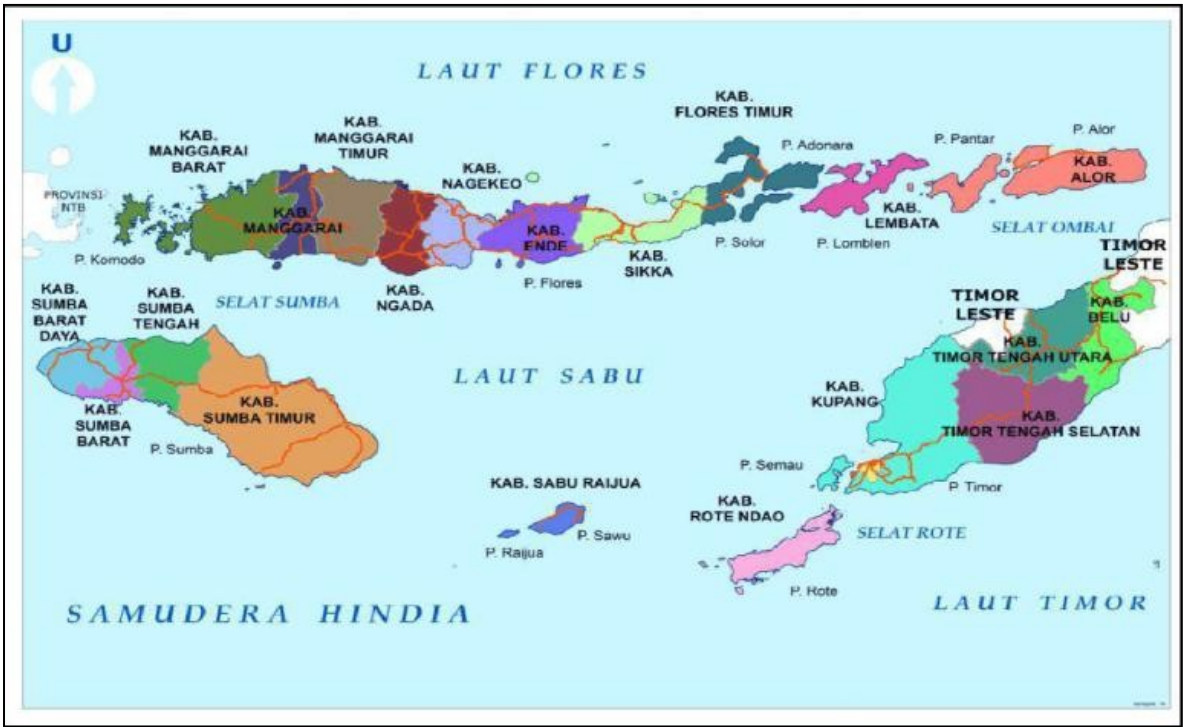 U
LAUT FLORES
KAB.
FLORES TIMUR
KAB.
MANGGARAI
TIMUR
KAB.
MANGGARAI
BARAT
P. Adonara
P. Pantar
P. Alor
KAB.
NAGEKEO
KAB.
ALOR
PROVINSI
NTB
KAB.
MANGGARAI
KAB.
LEMBATA
SELAT OMBAI
KAB.
ENDE
P. Solor
P. Lomblen
TIMOR
LESTE
P. Komodo
KAB.
SIKKA
P. Flores
KAB.
NGADA
KAB.
SUMBA
BARAT
DAYA
KAB.
SUMBA
TENGAH
SELAT SUMBA
TIMOR
LESTE
KAB.
BELU
KAB.
TIMOR TENGAH UTARA
LAUT SABU
KAB.
KUPANG
KAB.
SUMBA TIMUR
KAB.
SUMBA
BARAT
KAB.
TIMOR TENGAH SELATAN
P. Sumba
P. Semau
P. Timor
KAB. SABU RAIJUA
KAB.
ROTE NDAO
P. Sawu
SELAT ROTE
P. Raijua
P. Rote
SAMUDERA HINDIA
LAUT TIMOR